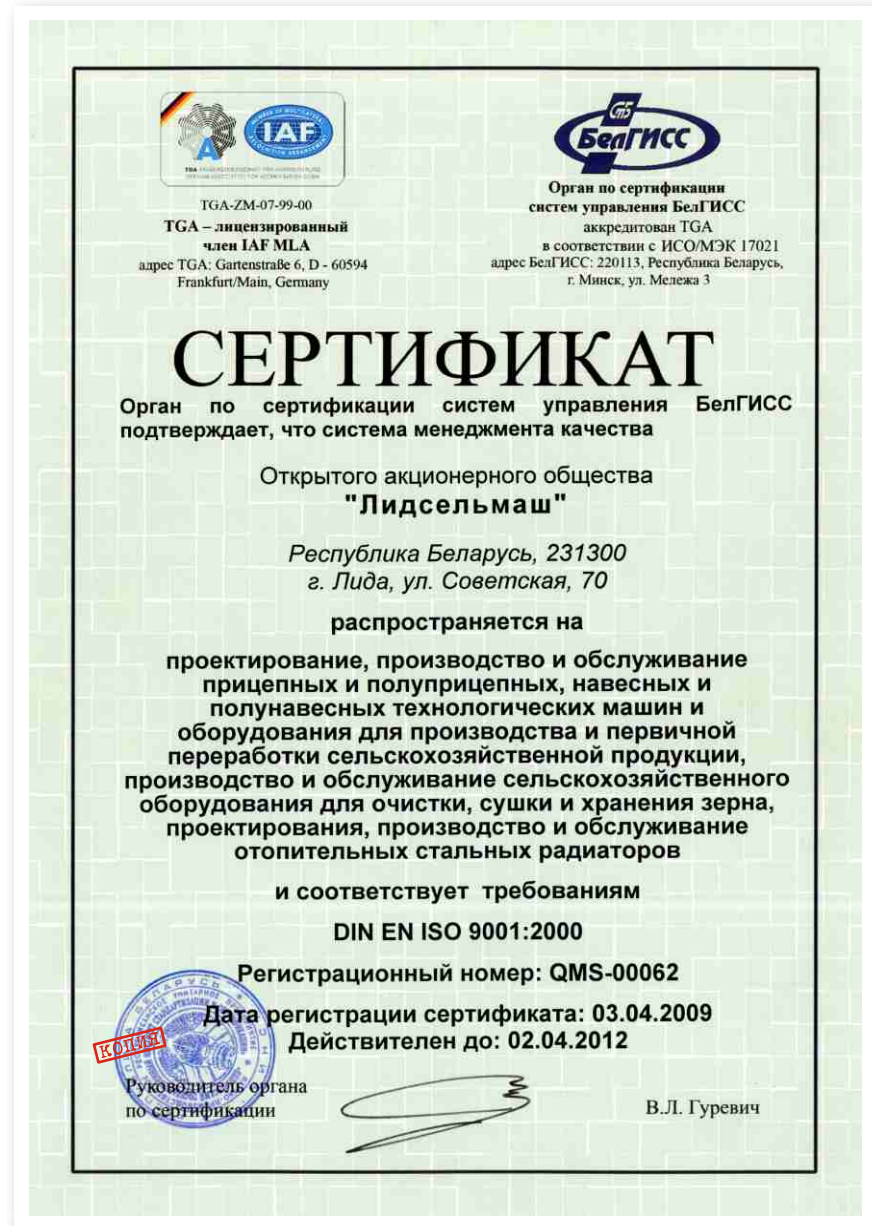 IAF
MEMBER OF MULTILATERAL
RECOGNITION ARRANGEMENT
TGA-ZM-07-99-00
TGA – лицензированный
член IAF MLA
адрес TGA: Gartenstraße 6, D - 60594
Frankfurt/Main, Germany
БелГИСС
Орган по сертификации
систем управления БелГИСС
аккредитован TGA
в соответствии с ИСО/МЭК 17021
адрес БелГИСС: 220113, Республика Беларусь,
г. Минск, ул. Мележа 3
СЕРТИФИКАТ
Орган по сертификации систем управления БелГИСС
подтверждает, что система менеджмента качества
Открытого акционерного общества
"Лидсельмаш"
Республика Беларусь, 231300
г. Лида, ул. Советская, 70
распространяется на
проектирование, производство и обслуживание
прицепных и полуприцепных, навесных и
полунавесных технологических машин и
оборудования для производства и первичной
переработки сельскохозяйственной продукции,
производство и обслуживание сельскохозяйственного
оборудования для очистки, сушки и хранения зерна,
проектирования, производство и обслуживание
отопительных стальных радиаторов
и соответствует требованиям
DIN EN ISO 9001:2000
Регистрационный номер: QMS-00062
Дата регистрации сертификата: 03.04.2009
Действителен до: 02.04.2012
КОПИЯ
Руководитель органа
по сертификации
В.Л. Гуревич